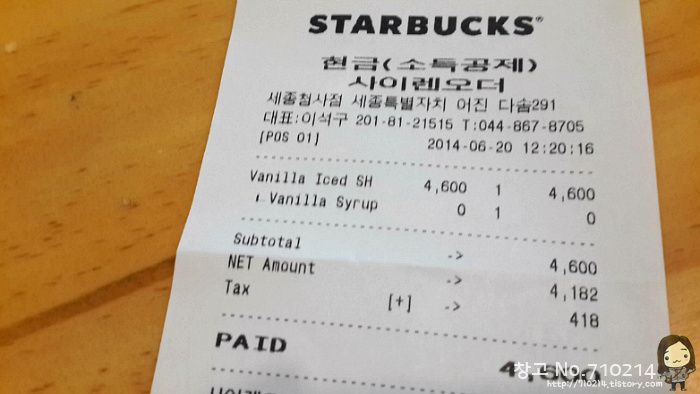 STARBUCKS®
현금(소득공제)
사이렌오더
세종청사점 세종특별자치 어진 다솜291
대표:이석구 201-81-21515 T:044-867-8705
[POS 01] 2014-06-20 12:20:16
Vanilla Iced SH 4,600 1 4,600
Vanilla Syrup 0 1 0
Subtotal -> 4,600
NET Amount -> 4,182
Tax [+] -> 418
PAID
창고 No.710214
http://710214.tistory.com